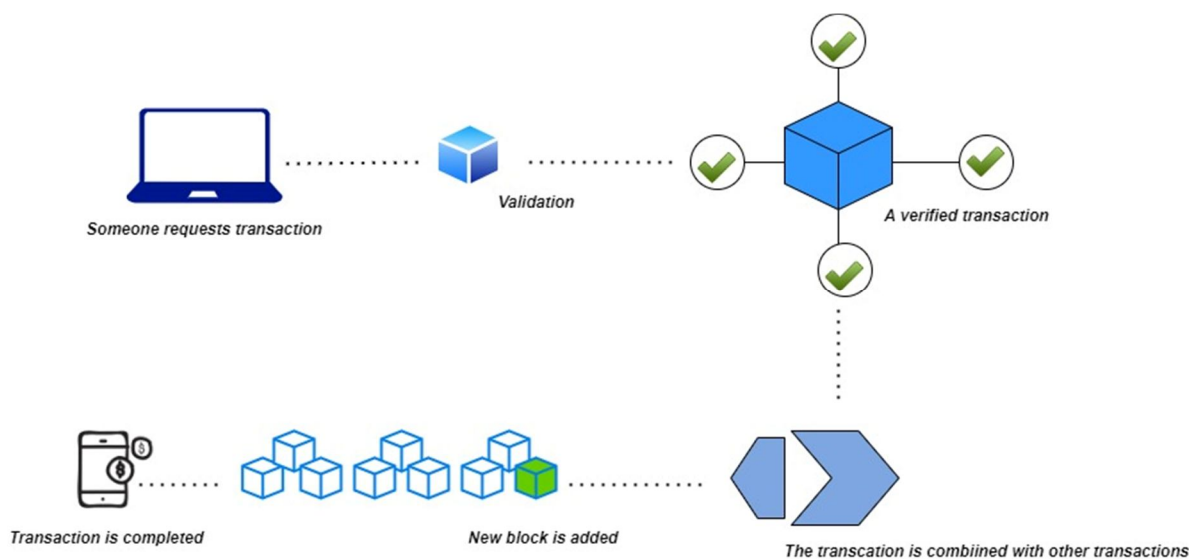 Someone requests transaction
Validation
A verified transaction
Transaction is completed
New block is added
The transcation is combiined with other transactions